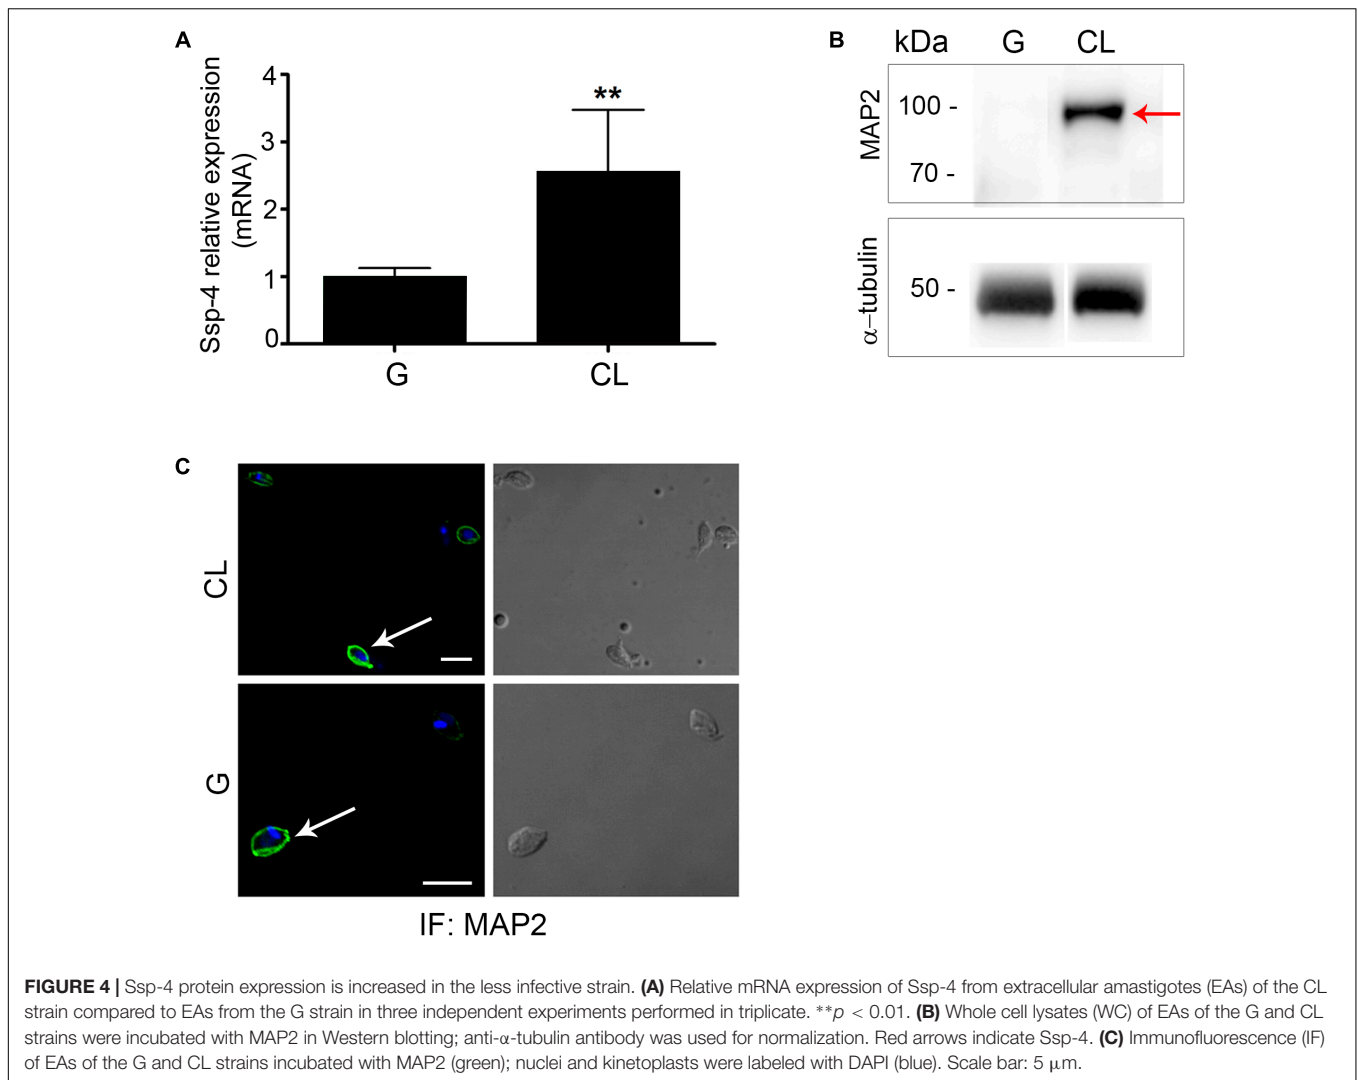 A
Ssp-4 relative expression
(mRNA)
4
3
2
1
0
**
G
CL
B
kDa
G
CL
MAP2
100 -
70 -
α–tubulin
50 -
C
CL
G
IF: MAP2
FIGURE 4 | Ssp-4 protein expression is increased in the less infective strain. (A) Relative mRNA expression of Ssp-4 from extracellular amastigotes (EAs) of the CL
strain compared to EAs from the G strain in three independent experiments performed in triplicate. **p < 0.01. (B) Whole cell lysates (WC) of EAs of the G and CL
strains were incubated with MAP2 in Western blotting; anti-α-tubulin antibody was used for normalization. Red arrows indicate Ssp-4. (C) Immunofluorescence (IF)
of EAs of the G and CL strains incubated with MAP2 (green); nuclei and kinetoplasts were labeled with DAPI (blue). Scale bar: 5 μm.